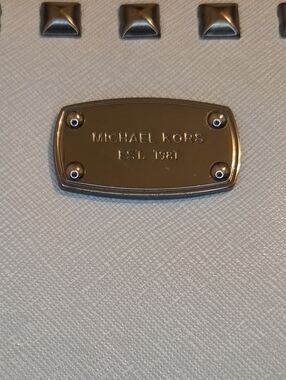 MICHAEL KORS
EST. 1981